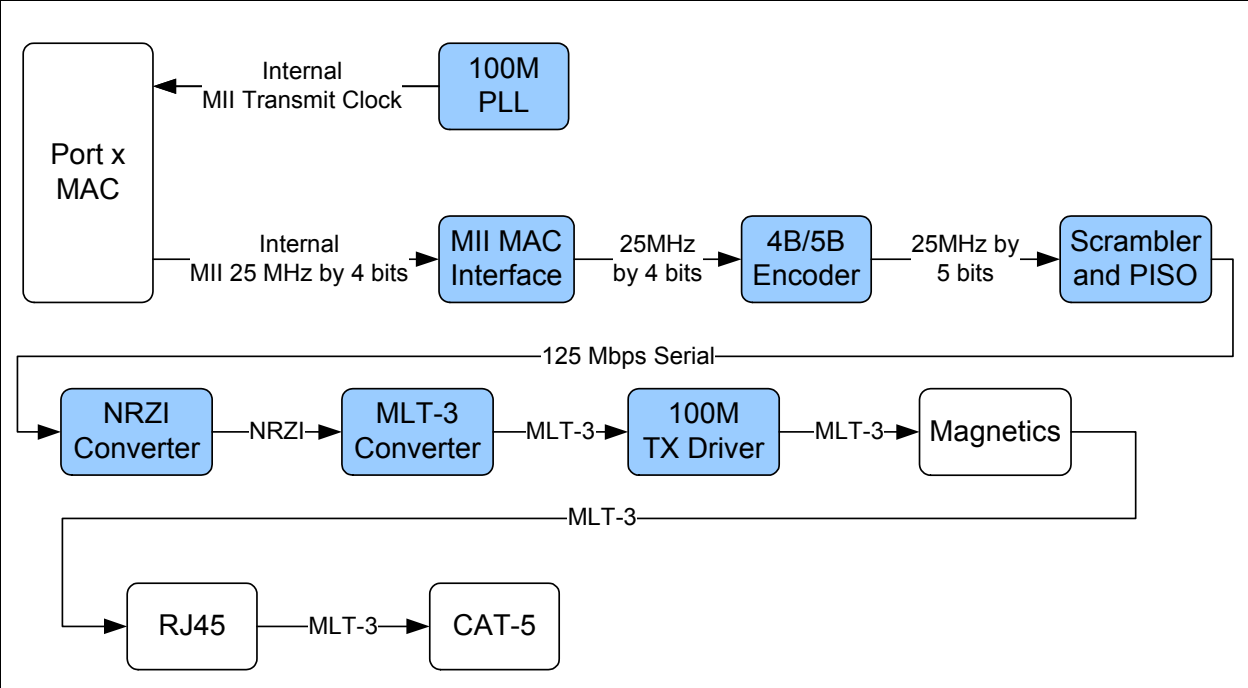 Internal
MII Transmit Clock
100M
PLL
Port x
MAC
Internal
MII 25 MHz by 4 bits
MII MAC
Interface
25MHz
by 4 bits
4B/5B
Encoder
25MHz by
5 bits
Scrambler
and PISO
125 Mbps Serial
NRZI
Converter
NRZI
MLT-3
Converter
MLT-3
100M
TX Driver
MLT-3
Magnetics
MLT-3
RJ45
MLT-3
CAT-5